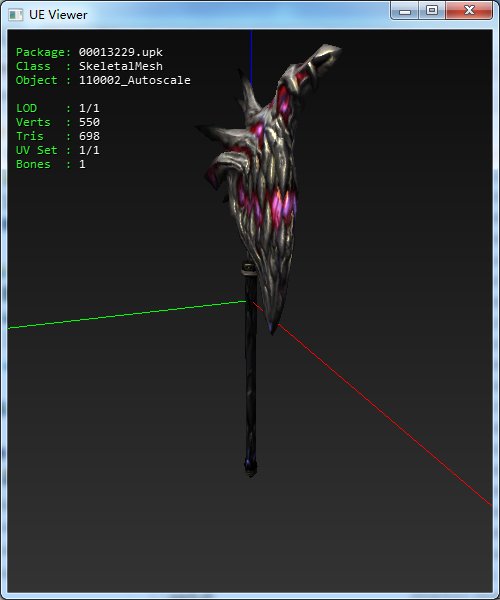 UE Viewer
Package: 00013229.upk
Class  : SkeletalMesh
Object : 110002_Autoscale
LOD    : 1/1
Verts  : 550
Tris   : 698
UV Set : 1/1
Bones  : 1